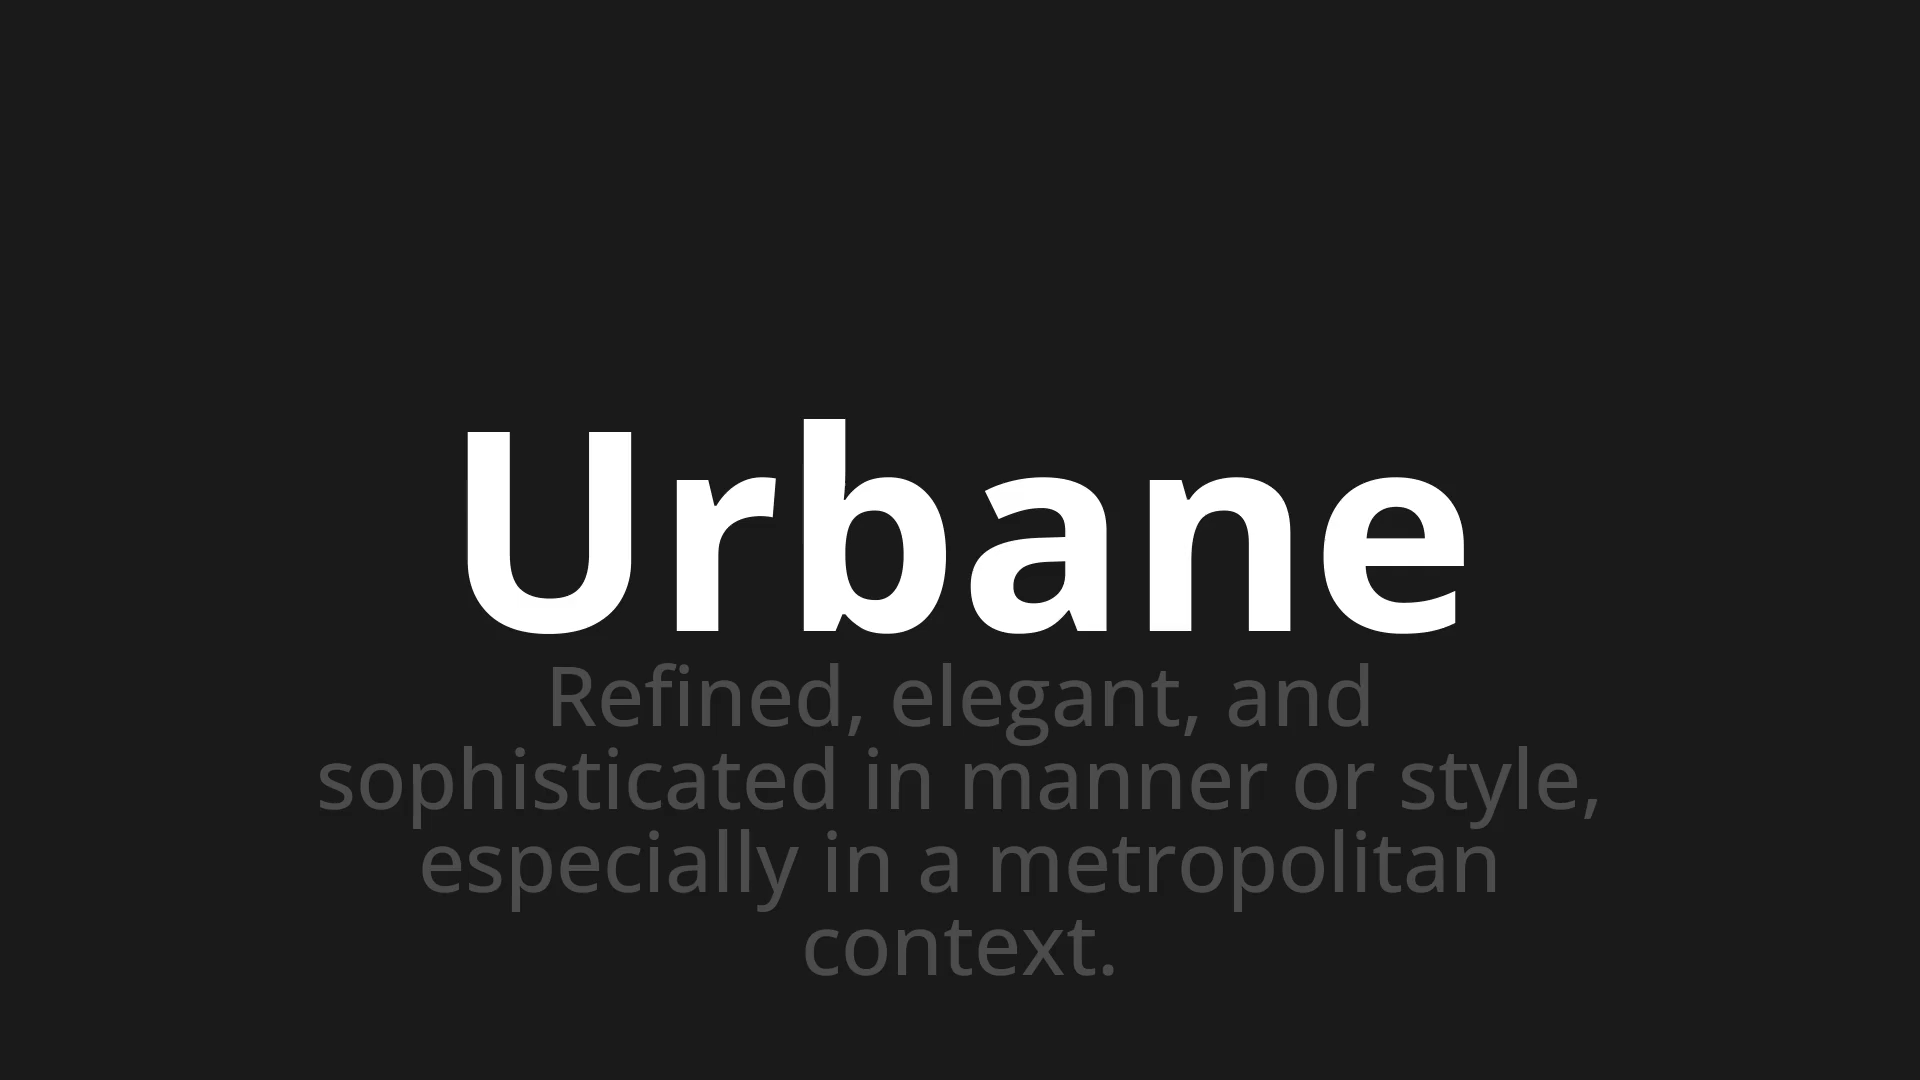 Urbane
Refined, elegant, and
sophisticated in manner or style,
especially in a metropolitan
context.